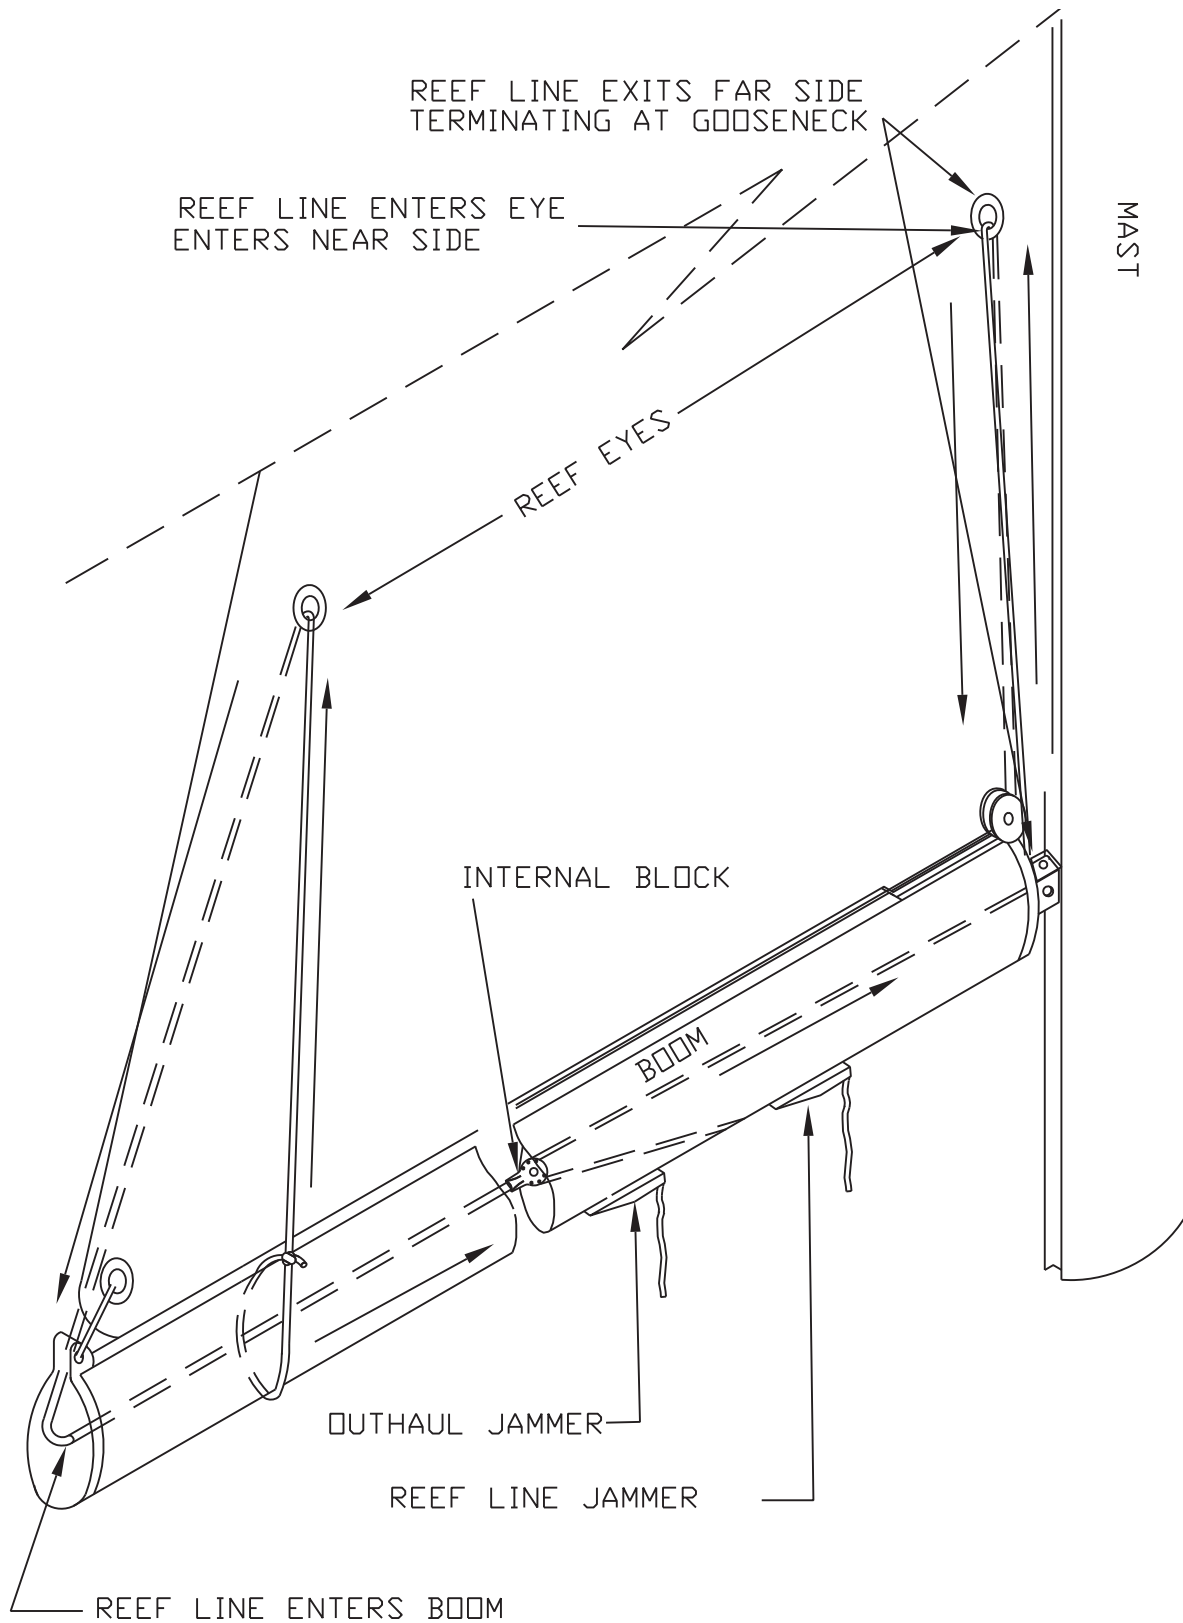 REEF LINE EXITS FAR SIDE
TERMINATING AT GOOSENECK
REEF LINE ENTERS EYE
ENTERS NEAR SIDE
MAST
REEF EYES
INTERNAL BLOCK
BOOM
OUTHAUL JAMMER
REEF LINE JAMMER
REEF LINE ENTERS BOOM